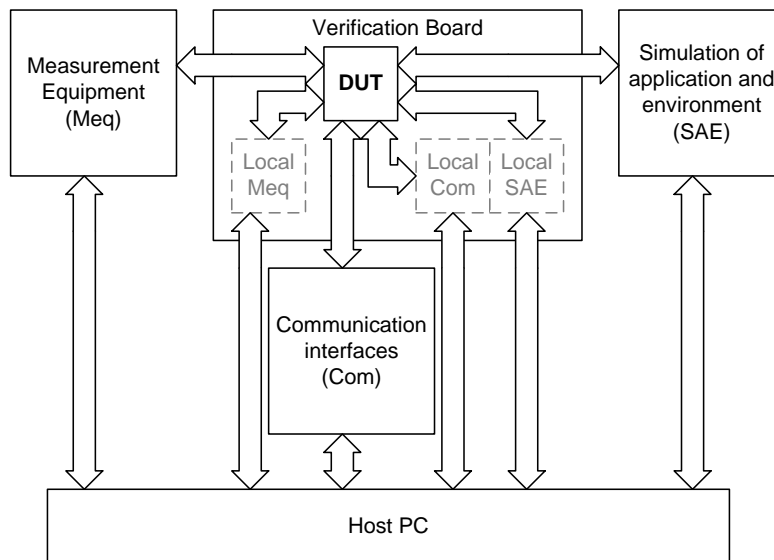 Verification Board
Measurement
Equipment
(Meq)
DUT
Simulation of
application and
environment
(SAE)
Local
Meq
Local
Com
Local
SAE
Communication
interfaces
(Com)
Host PC